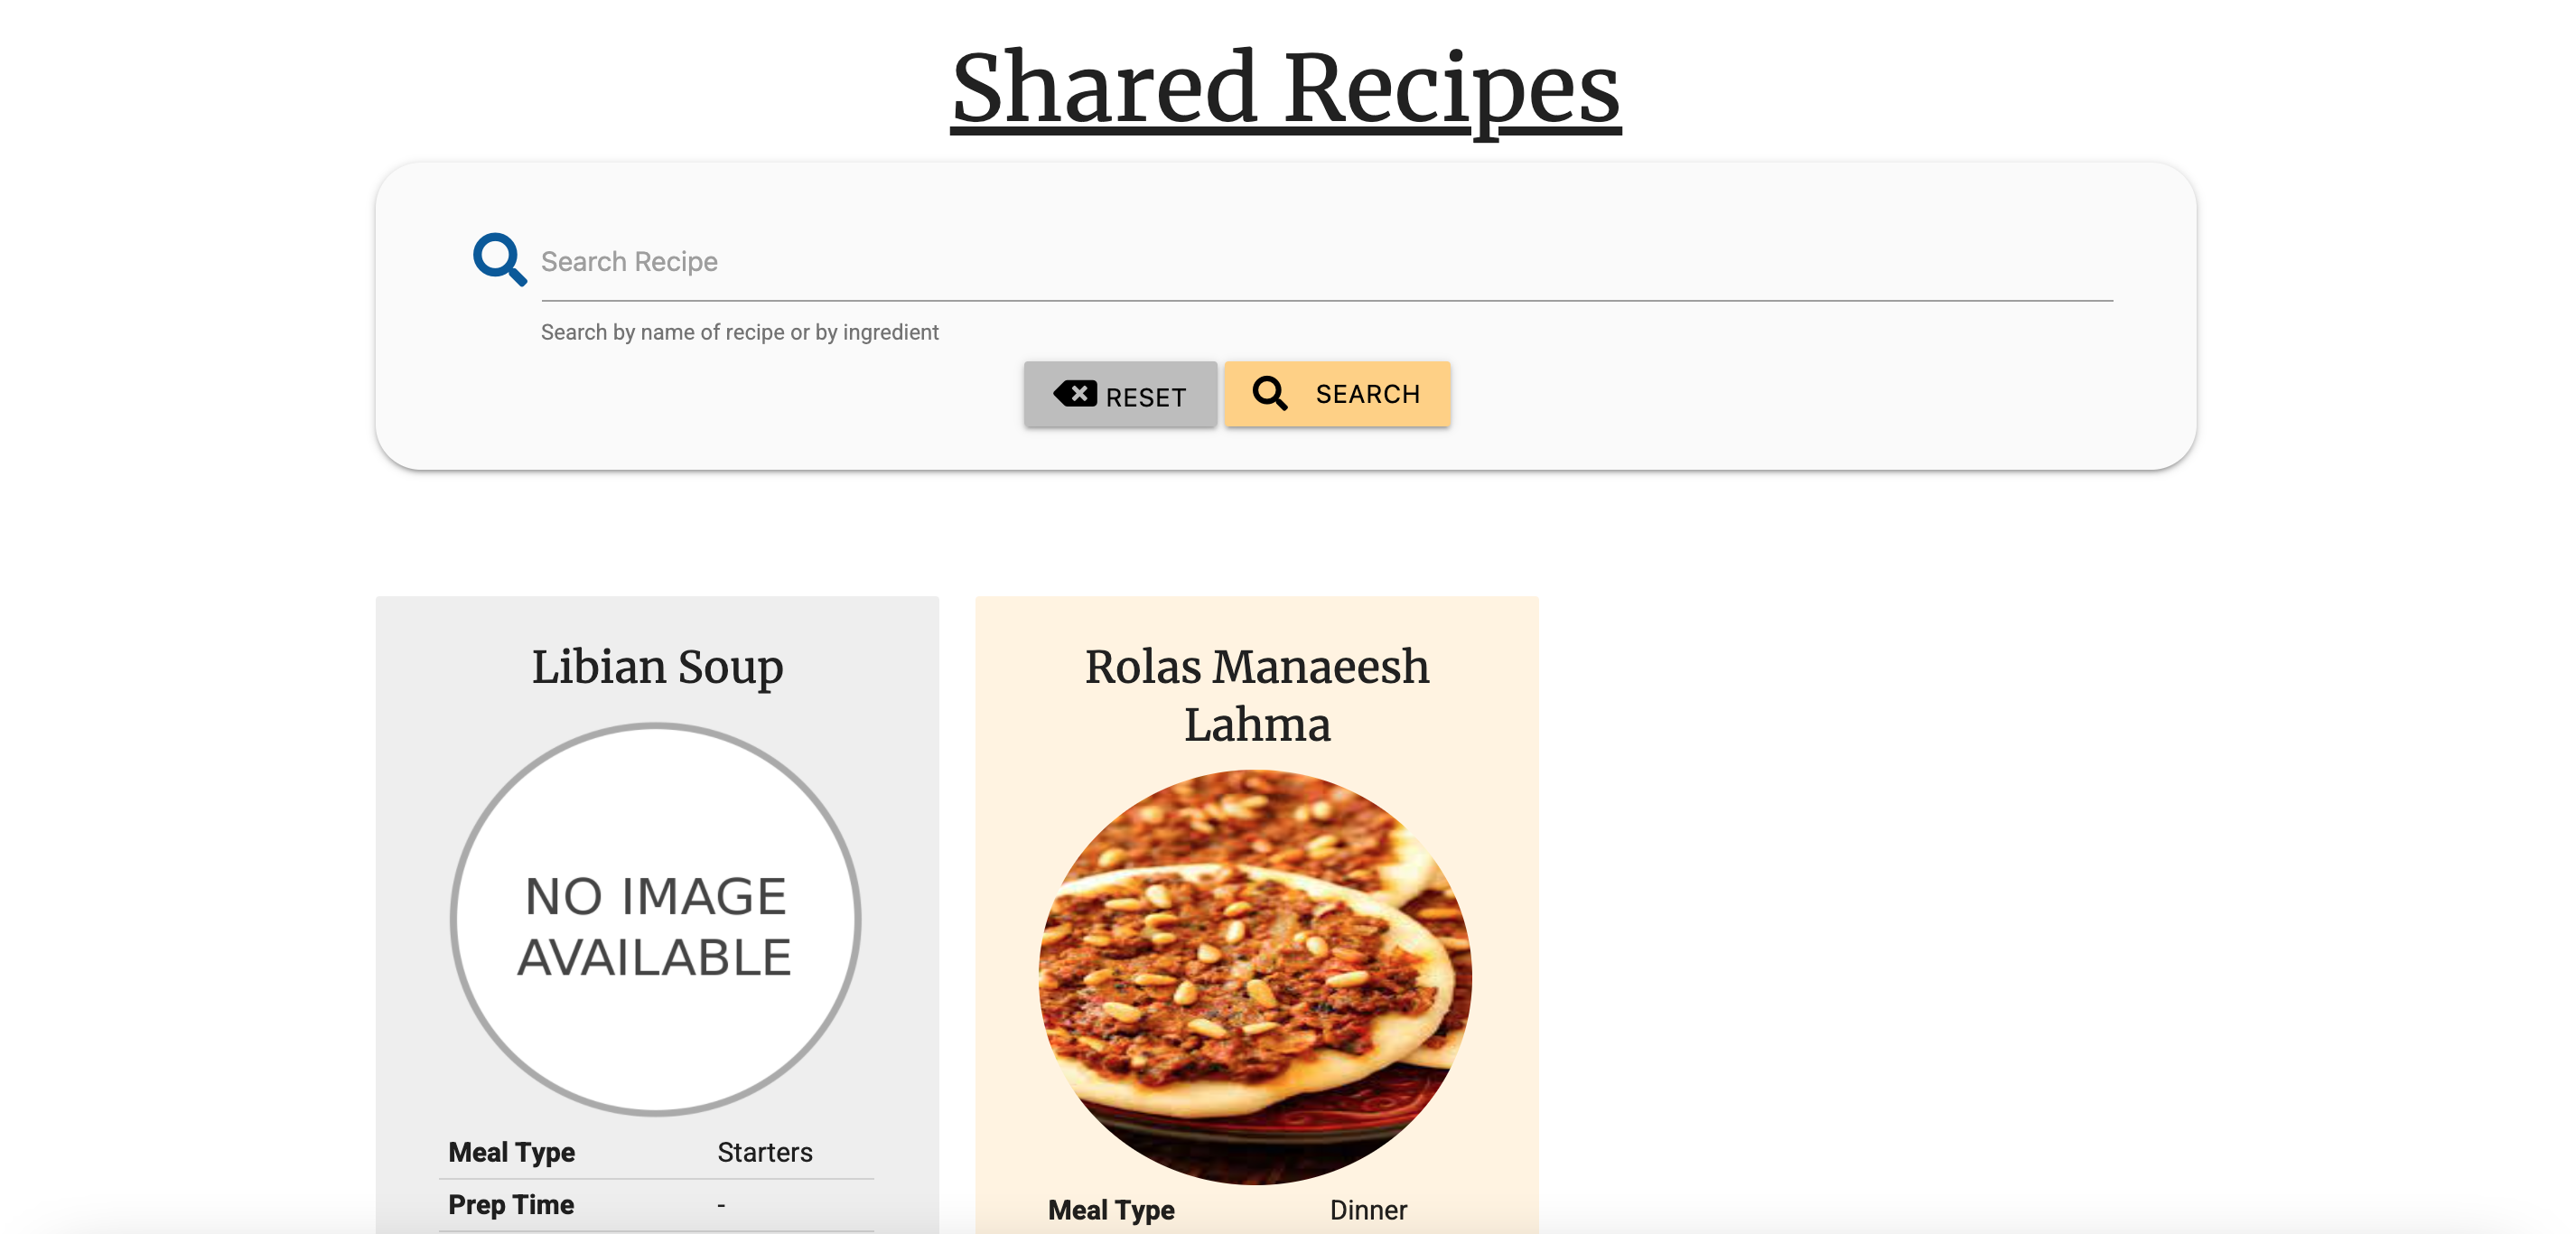 Shared Recipes
Search Recipe
Search by name of recipe or by ingredient
RESET
SEARCH
Libian Soup
NO IMAGE
AVAILABLE
Meal Type Starters
Prep Time -
Rolas Manaeesh
Lahma
Meal Type Dinner